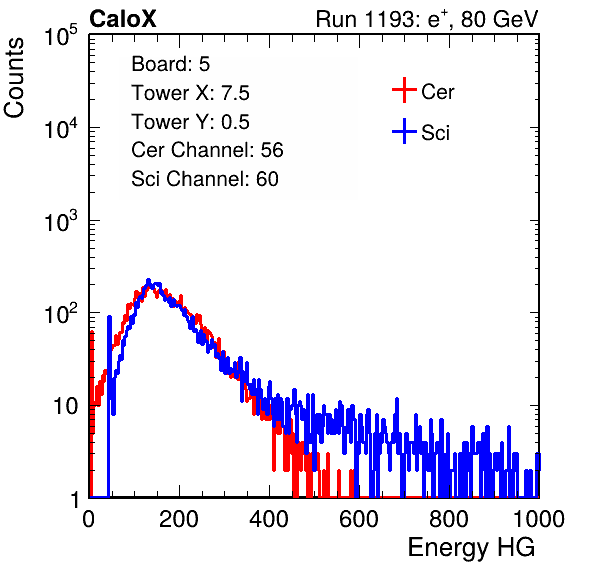 CaloX Run 1193: e⁺, 80 GeV
Counts
10⁵
10⁴
10³
10²
10
1
Board: 5
Tower X: 7.5
Tower Y: 0.5
Cer Channel: 56
Sci Channel: 60
Cer
Sci
0 200 400 600 800 1000
Energy HG